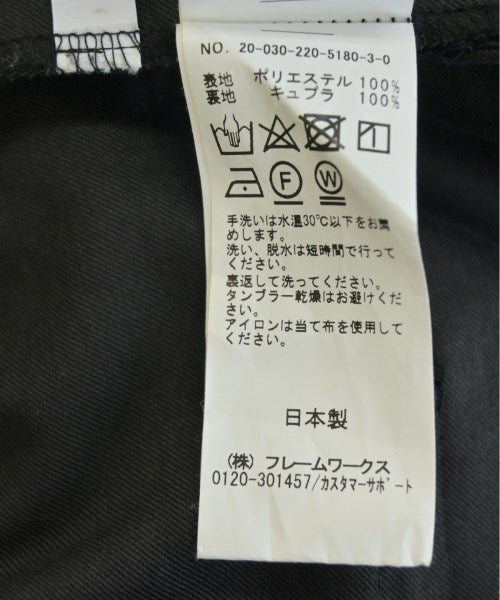 NO. 20-030-220-5180-3-0
表地 ポリエステル 100%
裏地 キュプラ 100%
F W
手洗いは水温30℃以下をお薦
めします。
洗い、脱水は短時間で行って
ください。
裏返して洗ってください。
タンブラー乾燥はお避けくだ
さい。
アイロンは当て布を使用して
ください。
日本製
(株) フレームワークス
0120-301457/カスタマーサポート